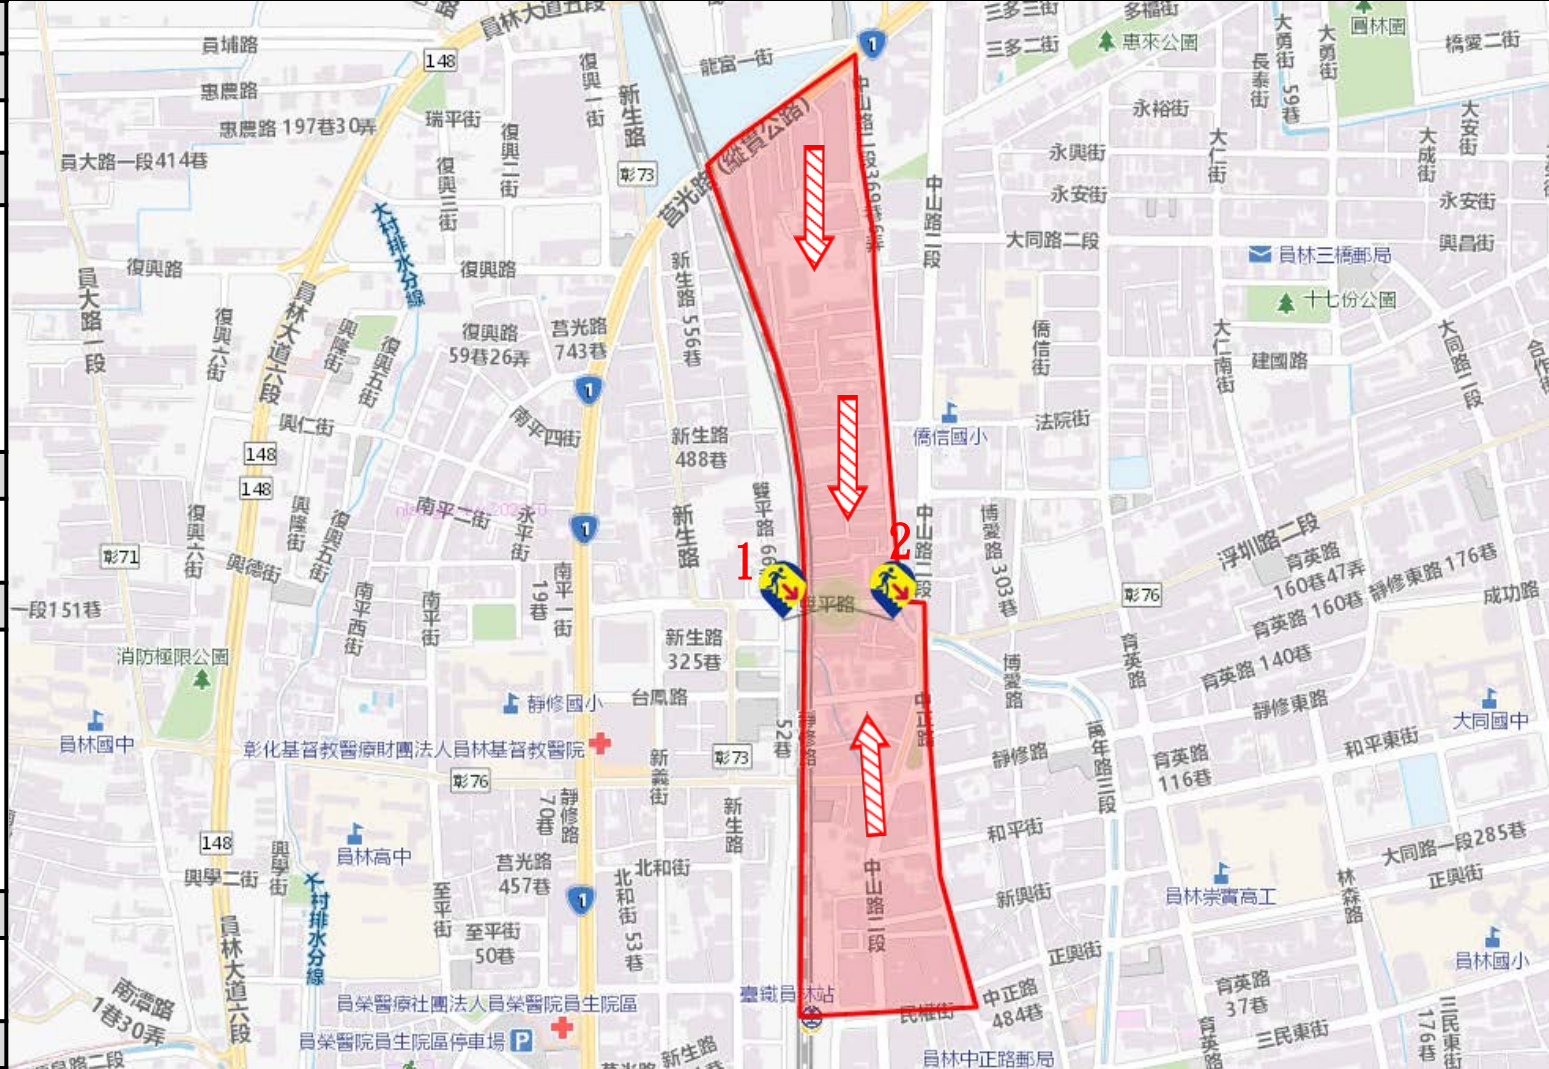 員林大道五段
員埔路
148
惠農路
惠農路 197巷30弄
員大路一段414巷
瑞平街
復興一街
復興二街
復興三街
新生路
彰73
龍富一街
1
莒光路 (縱貫公路)
中山路二段369巷6弄
三多三街
三多二街
多福街
惠來公園
大勇街
59巷
大勇街
圓林園
橋愛二街
長泰街
永裕街
大仁街
大成街
大安街
永興街
永安街
永安街
中山路二段
大同路二段
興昌街
員林三橋郵局
十七份公園
大村排水分線
復興路
復興路
員大路一段
員林大道六段
新生路 556巷
復興六街
興隆街
復興五街
復興路
59巷26弄
莒光路
743巷
1
僑信街
大仁南街
建國路
大同路二段
興仁街
南平四街
新生路
488巷
僑信國小
法院街
148
148
南平二街
永平街
新生路
雙平路 66
1
1
2
中山路二段
博愛路 303巷
浮圳路二段
育英路
160巷47弄
靜修東路 176巷
復興六街
興隆街
復興五街
彰71
興德街
南平西街
南平街
南平一街
19巷
雙平路
彰76
育英路 160巷
成功路
一段151巷
新生路
325巷
消防極限公園
台鳳路
博愛路
育英路
育英路 140巷
靜修國小
52巷
靜修路
中正路
靜修東路
大同國中
員林國中
彰化基督教醫療財團法人員林基督教醫院
彰76
新義街
彰73
靜修路
萬年路三段
育英路
116巷
和平東街
靜修路
70巷
新生路
和平街
148
員林高中
興學街
興學二街
莒光路
457巷
北和街
北和街 53巷
中山路二段
大同路一段285巷
正興街
員林崇實高工
林森路
新興街
大村排水分線
至平街
1
至平街
50巷
員林大道六段
正興街
員林國小
南潭路
1巷30弄
員榮醫療社團法人員榮醫院員生院區
臺鐵員林站
民權街
中正路
484巷
育英路
37巷
員榮醫院員生院區停車場
P
新生路
員林中正路郵局
育英路
三民東街
三民東街
176巷